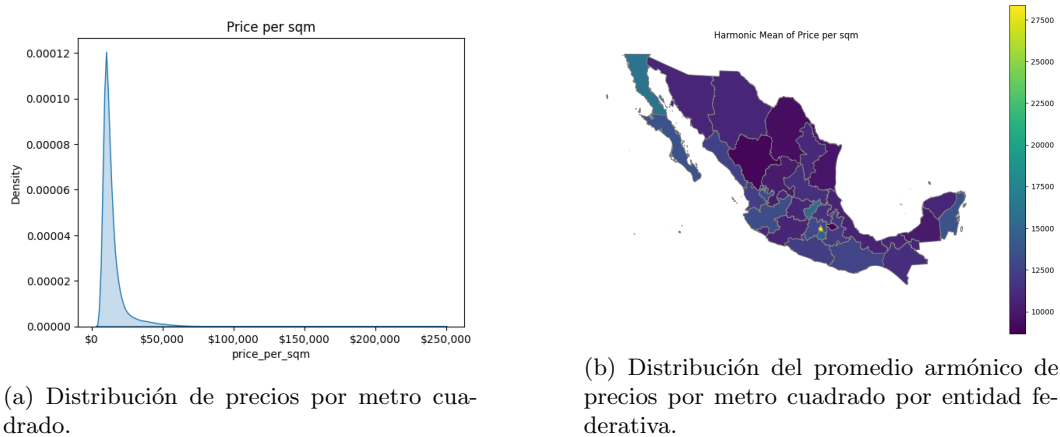 Price per sqm
0.00012
0.00010
0.00008
0.00006
0.00004
0.00002
0.00000
Density
$0 $50,000 $100,000 $150,000 $200,000 $250,000
price_per_sqm
(a) Distribución de precios por metro cua-
drado.
Harmonic Mean of Price per sqm
27500
25000
22500
20000
17500
15000
12500
10000
(b) Distribución del promedio armónico de
precios por metro cuadrado por entidad fe-
derativa.